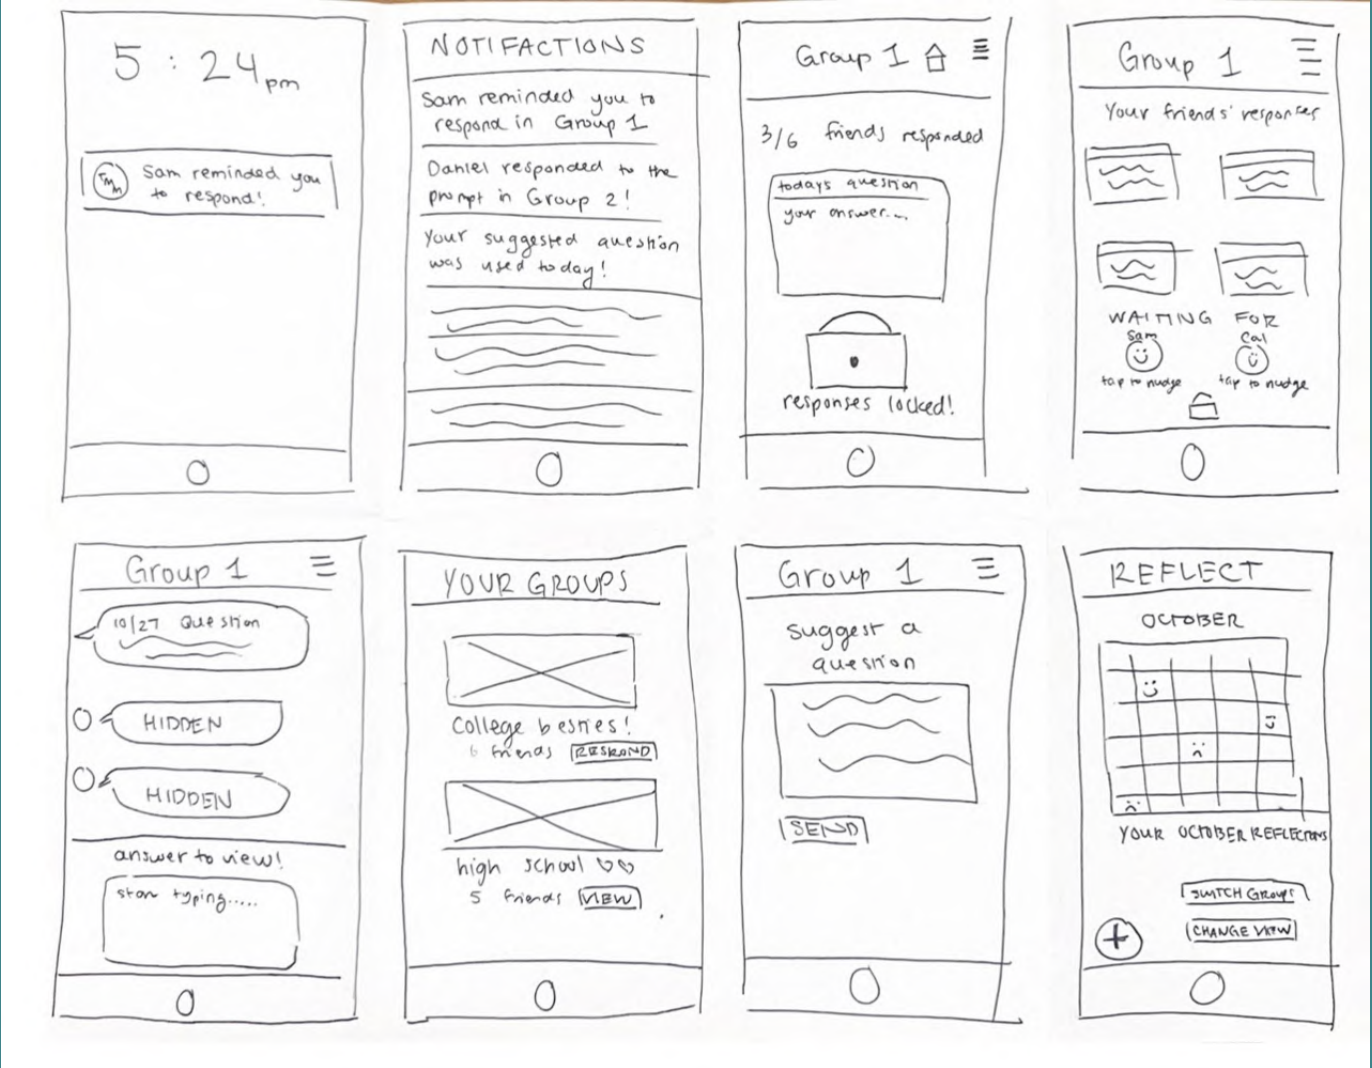 5 : 24pm
TMM
Sam reminded you
to respond!
NOTIFACTIONS
Sam reminded you to
respond in Group 1
Daniel responded to the
prompt in Group 2!
Your suggested question
was used today!
Group 1
3/6 friends responded
todays question
your answer...
responses locked!
Group 1
Your friends' responses
WAITING FOR
Sam
Cal
tap to nudge
tap to nudge
Group 1
10/27 Question
HIDDEN
HIDDEN
answer to view!
start typing.....
YOUR GROUPS
College besties!
6 friends RESPOND
high school ♡♡
5 friends VIEW
Group 1
suggest a
question
SEND
REFLECT
OCTOBER
YOUR OCTOBER REFLECTIONS
SWITCH GROUPS
CHANGE VIEW